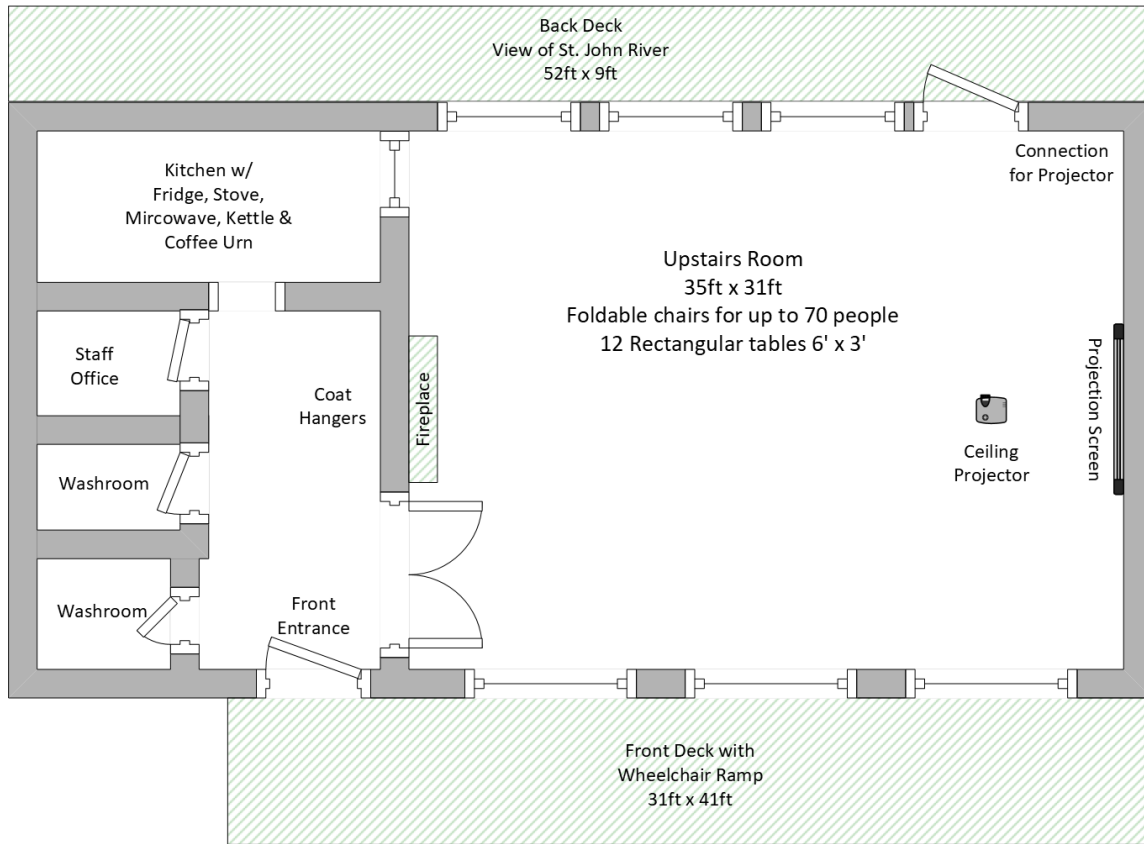 Back Deck
View of St. John River
52ft x 9ft
Connection
for Projector
Kitchen w/
Fridge, Stove,
Mircowave, Kettle &
Coffee Urn
Upstairs Room
35ft x 31ft
Foldable chairs for up to 70 people
12 Rectangular tables 6' x 3'
Staff
Office
Coat
Hangers
Fireplace
Projection Screen
Ceiling
Projector
Washroom
Washroom
Front
Entrance
Front Deck with
Wheelchair Ramp
31ft x 41ft